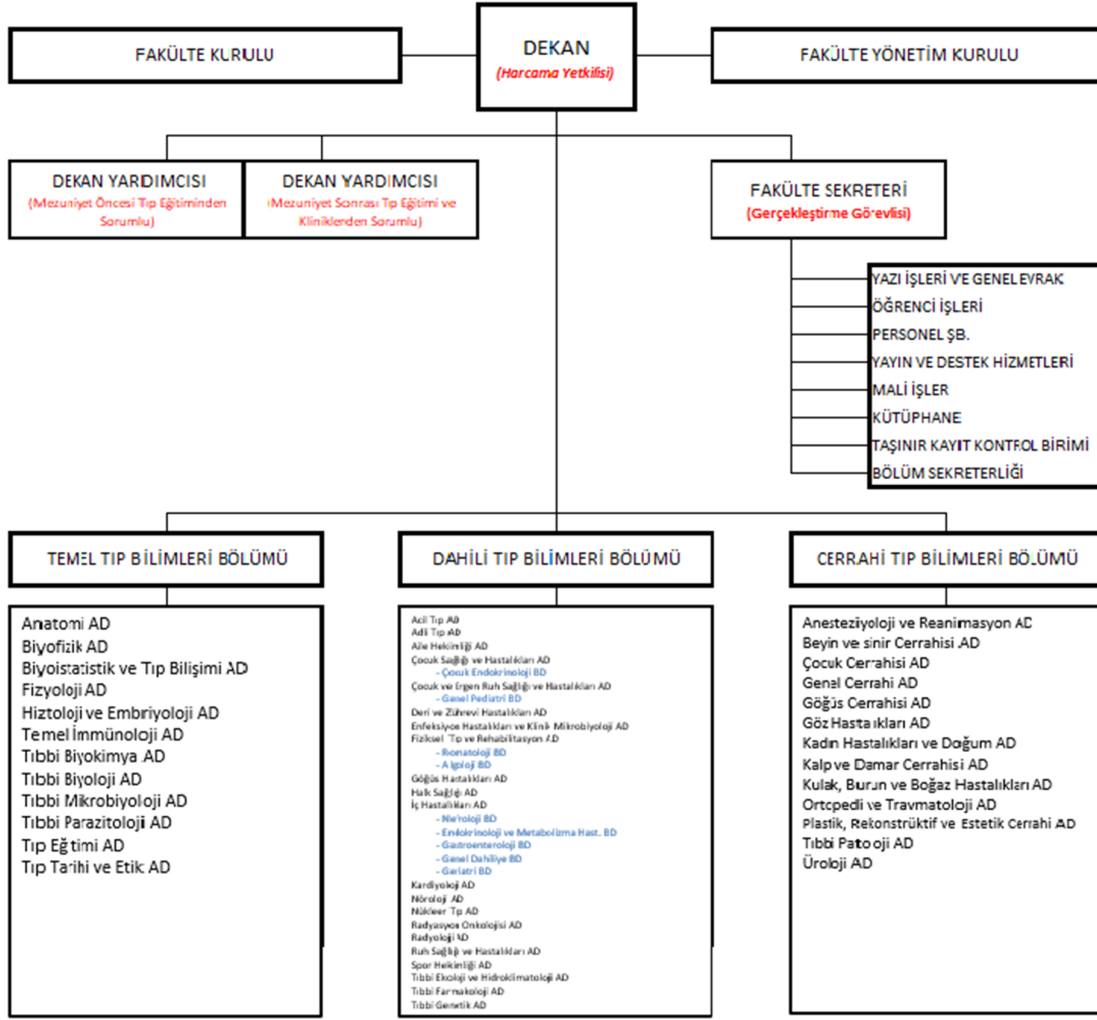 FAKÜLTE KURULU
DEKAN
(Harcama Yetkilisi)
FAKÜLTE YÖNETİM KURULU
DEKAN YARDIMCISI
(Mezuniyet Öncesi Tıp Eğitiminden
Sorumlu)
DEKAN YARDIMCISI
(Mezuniyet Sonrası Tıp Eğitimi ve
Kliniklerden Sorumlu)
FAKÜLTE SEKRETERİ
(Gerçekleştirme Görevlisi)
YAZI İŞLERİ VE GENEL EVRAK
ÖĞRENCİ İŞLERİ
PERSONEL ŞB.
YAYIN VE DESTEK HİZMETLERİ
MALİ İŞLER
KÜTÜPHANE
TAŞINIR KAYIT KONTROL BİRİMİ
BÖLÜM SEKRETERLİĞİ
TEMEL TIP BİLİMLERİ BÖLÜMÜ
Anatomi AD
Biyofizik AD
Biyoistatistik ve Tıp Bilişimi AD
Fizyoloji AD
Hiztoloji ve Embriyoloji AD
Temel İmmünoloji AD
Tıbbi Biyokimya AD
Tıbbi Biyoloji AD
Tıbbi Mikrobiyoloji AD
Tıbbi Parazitoloji AD
Tıp Eğitimi AD
Tıp Tarihi ve Etik AD
DAHİLİ TIP BİLİMLERİ BÖLÜMÜ
Acil Tıp AD
Adli Tıp AD
Aile Hekimliği AD
Çocuk Sağlığı ve Hastalıkları AD
- Çocuk Endokrinoloji BD
Çocuk ve Ergen Ruh Sağlığı ve Hastalıkları AD
- Genel Pediatri BD
Deri ve Zührevi Hastalıkları AD
Enfeksiyon Hastalıkları ve Klinik Mikrobiyoloji AD
Fiziksel Tıp ve Rehabilitasyon AD
- Romatoloji BD
- Algoloji BD
Göğüs Hastalıkları AD
Halk Sağlığı AD
İç Hastalıkları AD
- Nefroloji BD
- Endokrinoloji ve Metabolizma Hast. BD
- Gastroenteroloji BD
- Genel Dahiliye BD
- Geriatri BD
Kardiyoloji AD
Nöroloji AD
Nükleer Tıp AD
Radyasyon Onkolojisi AD
Radyoloji AD
Ruh Sağlığı ve Hastalıkları AD
Spor Hekimliği AD
Tıbbi Ekoloji ve Hidroklimatoloji AD
Tıbbi Farmakoloji AD
Tıbbi Genetik AD
CERRAHİ TIP BİLİMLERİ BÖLÜMÜ
Anesteziyoloji ve Reanimasyon AD
Beyin ve sinir Cerrahisi AD
Çocuk Cerrahisi AD
Genel Cerrahi AD
Göğüs Cerrahisi AD
Göz Hastalıkları AD
Kadın Hastalıkları ve Doğum AD
Kalp ve Damar Cerrahisi AD
Kulak, Burun ve Boğaz Hastalıkları AD
Ortopedi ve Travmatoloji AD
Plastik, Rekonstrüktif ve Estetik Cerrahi AD
Tıbbi Patoloji AD
Üroloji AD